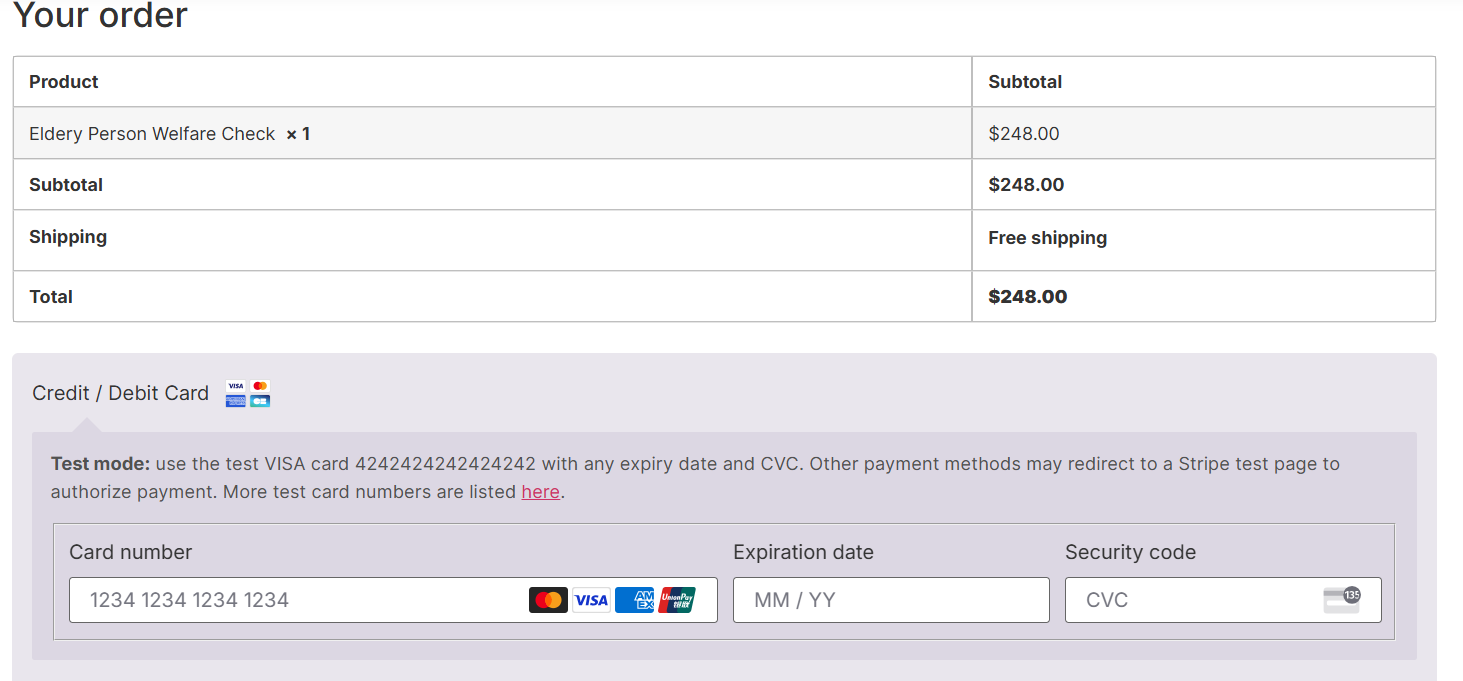 Your order
Product Subtotal
Eldery Person Welfare Check × 1 $248.00
Subtotal $248.00
Shipping Free shipping
Total $248.00
Credit / Debit Card VISA
Test mode: use the test VISA card 4242424242424242 with any expiry date and CVC. Other payment methods may redirect to a Stripe test page to
authorize payment. More test card numbers are listed here.
Card number Expiration date Security code
1234 1234 1234 1234 VISA AM EX UnionPay 银联 MM / YY CVC 135